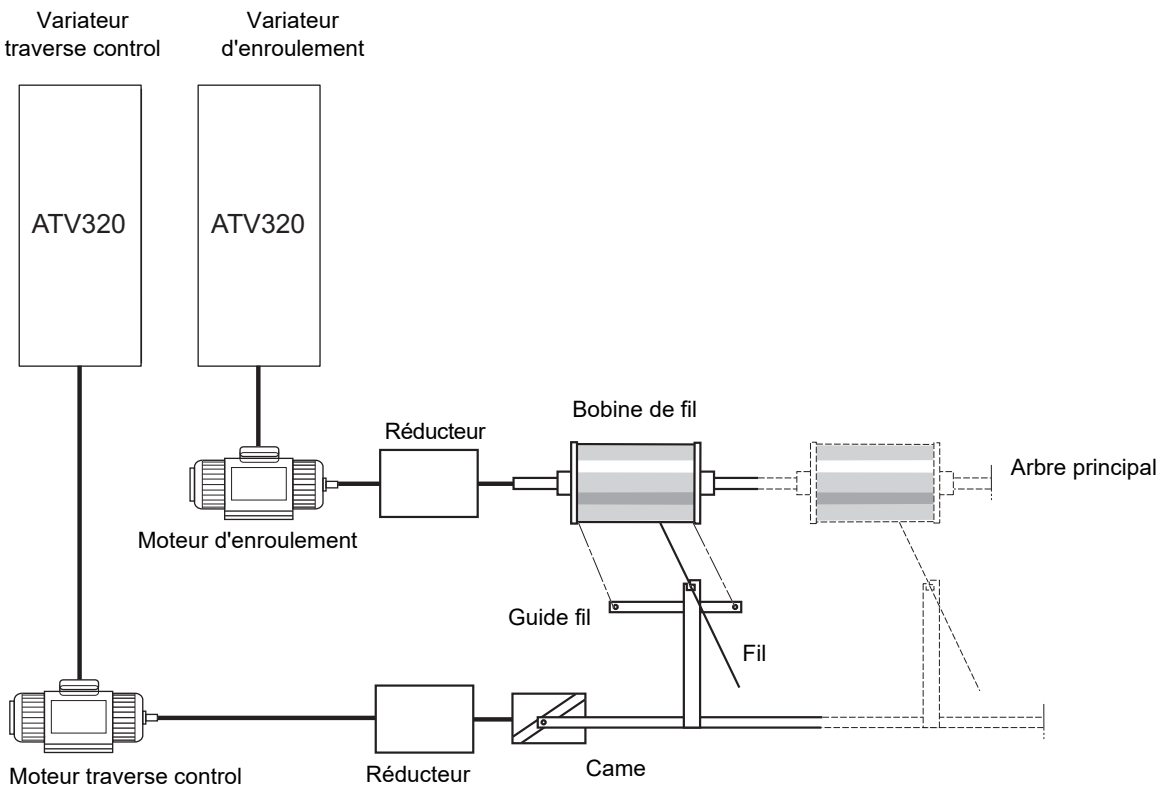 Variateur
traverse control
Variateur
d'enroulement
ATV320
ATV320
Bobine de fil
Réducteur
Arbre principal
Moteur d'enroulement
Guide fil
Fil
Moteur traverse control
Réducteur
Came